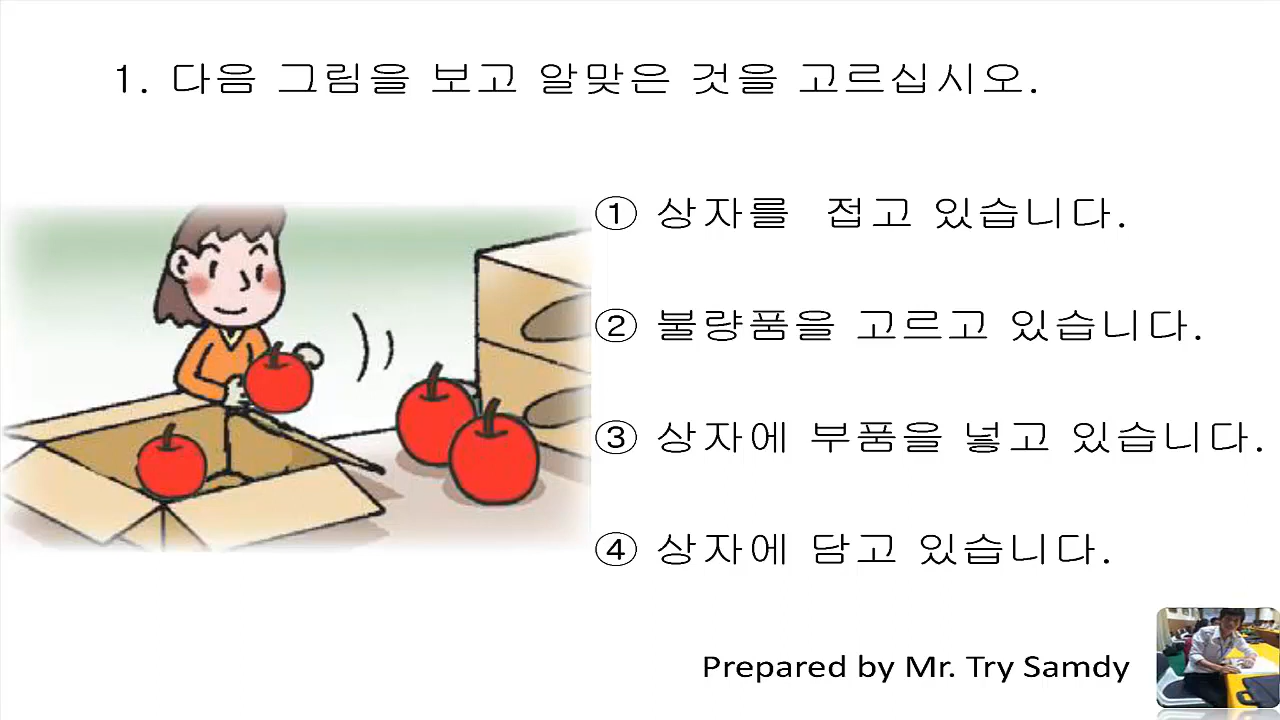 1. 다음 그림을 보고 알맞은 것을 고르십시오.
① 상자를 접고 있습니다.
② 불량품을 고르고 있습니다.
③ 상자에 부품을 넣고 있습니다.
④ 상자에 담고 있습니다.
Prepared by Mr. Try Samdy